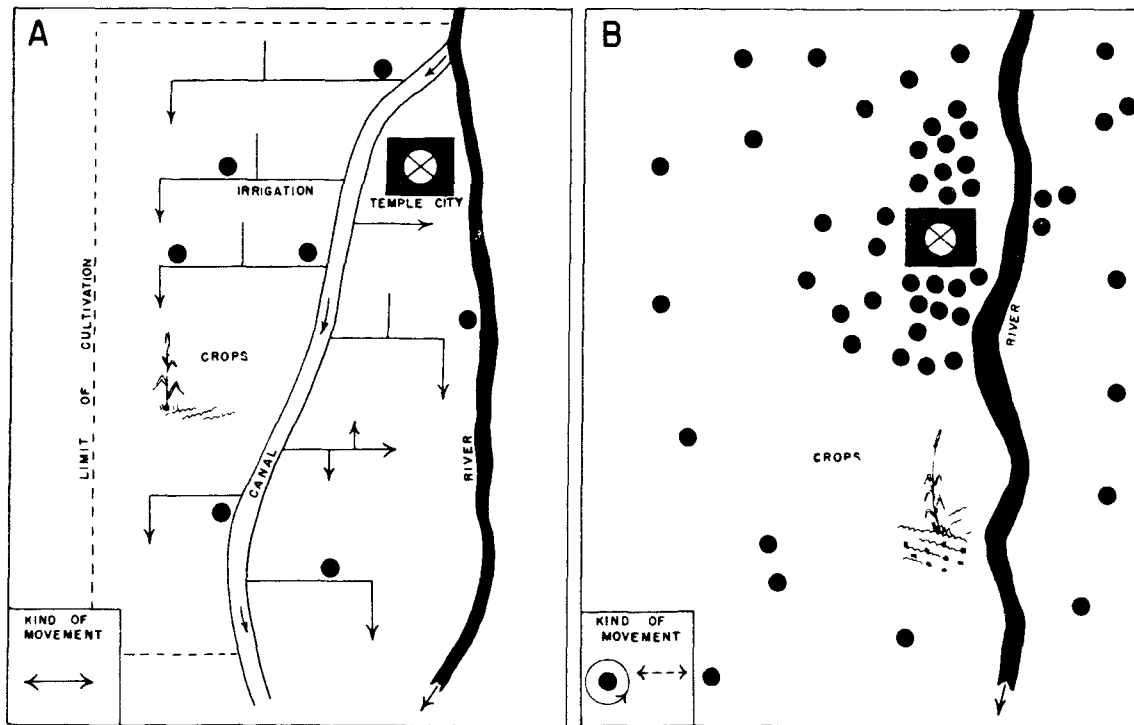 A
IRRIGATION
TEMPLE CITY
LIMIT OF CULTIVATION
CROPS
CANAL
RIVER
KIND OF
MOVEMENT
B
RIVER
CROPS
KIND OF
MOVEMENT